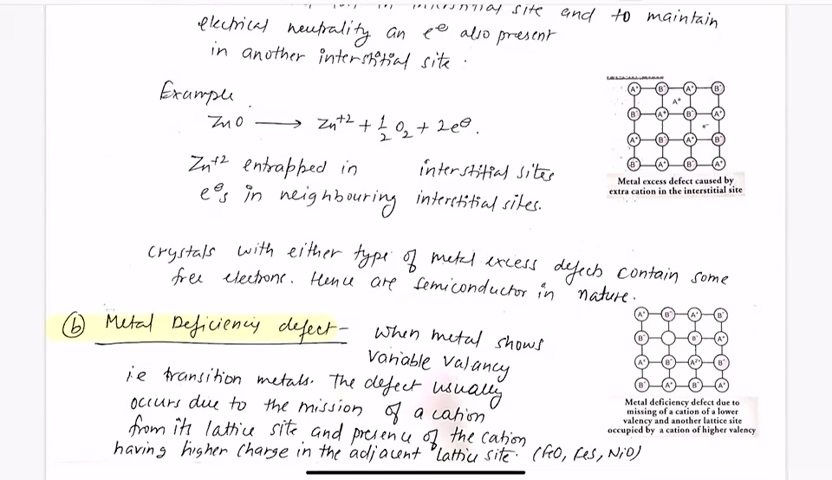 interstitial site and to maintain
electrical neutrality an e⊖ also present
in another interstitial site.
Example
ZnO ⟶ Zn⁺² + 1/2 O₂ + 2e⊖.
Zn⁺² entrapped in interstitial sites
e⊖s in neighbouring interstitial sites.
A⁺ B⁻ A⁺ B⁻
A⁺
B⁻ A⁺ B⁻ A⁺
e⁻
A⁺ B⁻ A⁺ B⁻
B⁻ A⁺ B⁻ A⁺
Metal excess defect caused by
extra cation in the interstitial site
crystals with either type of metal excess defects contain some
free electrons. Hence are semiconductor in nature.
(b) Metal Deficiency defect - when metal shows
variable valancy
i.e transition metals. The defect usually
occurs due to the mission of a cation
from its lattice site and presence of the cation
having higher charge in the adjacent lattice site. (FeO, FeS, NiO)
A⁺ B⁻ A⁺ B⁻
B⁻ B⁻ A⁺
A⁺ B⁻ A²⁺ B⁻
B⁻ A⁺ B⁻ A⁺
Metal deficiency defect due to
missing of a cation of a lower
valency and another lattice site
occupied by a cation of higher valency